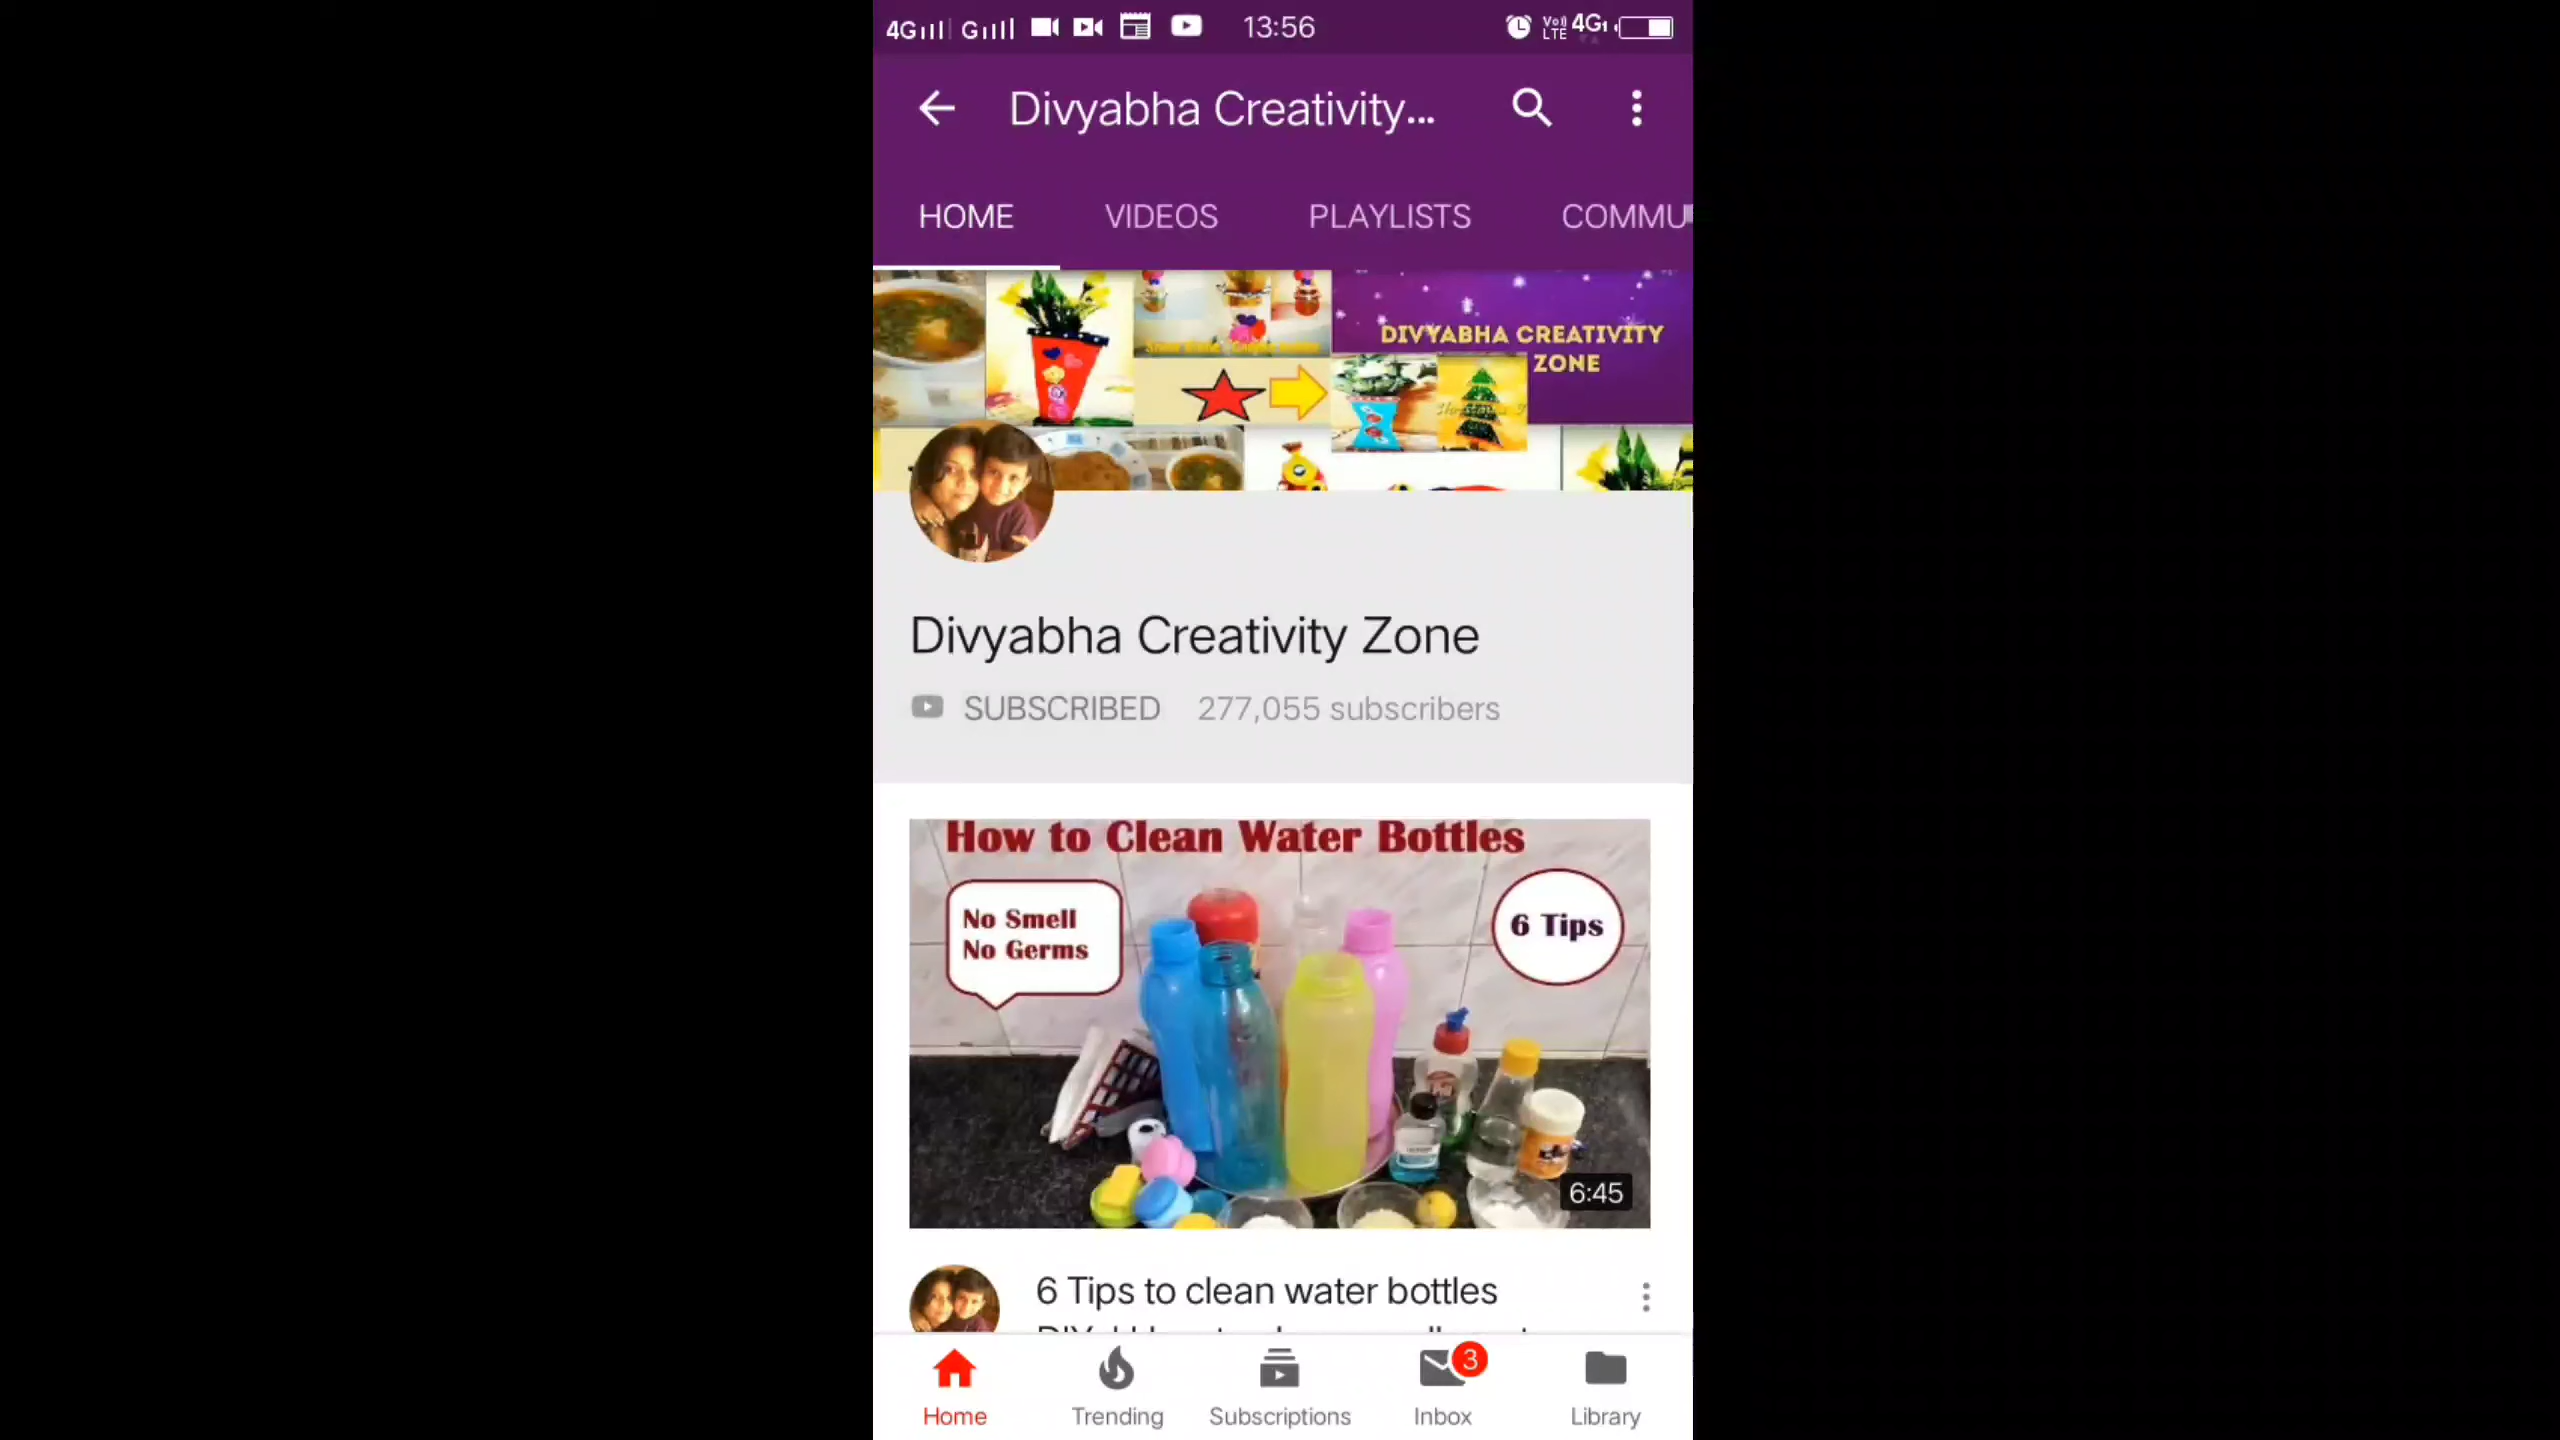 4G G 13:56 VoI) LTE 4G
Divyabha Creativity...
HOME VIDEOS PLAYLISTS COMMU
DIVYABHA CREATIVITY
ZONE
Divyabha Creativity Zone
SUBSCRIBED 277,055 subscribers
How to Clean Water Bottles
No Smell
No Germs
6 Tips
6:45
6 Tips to clean water bottles
3
Home Trending Subscriptions Inbox Library